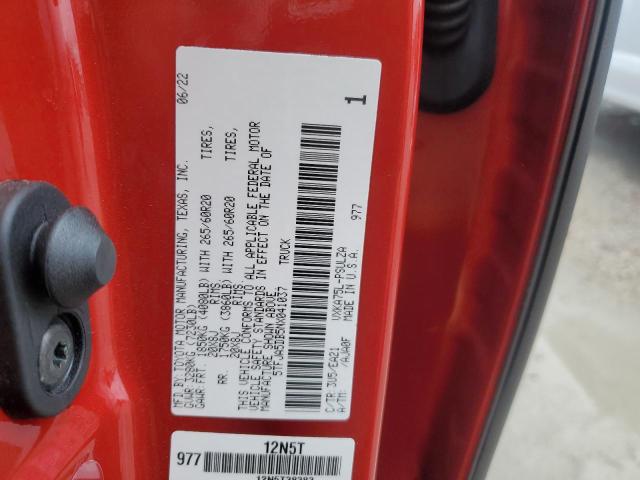 MFD.BY:TOYOTA MOTOR MANUFACTURING, TEXAS, INC. 06/22
GVWR 3280KG (7230LB)
GAWR FRT. 1850KG (4080LB) WITH 265/60R20 TIRES,
20X8J RIMS,
RR. 1750KG (3860LB) WITH 265/60R20 TIRES,
20X8J RIMS,
THIS VEHICLE CONFORMS TO ALL APPLICABLE FEDERAL MOTOR
VEHICLE SAFETY STANDARDS IN EFFECT ON THE DATE OF
MANUFACTURE SHOWN ABOVE.
TRUCK
C/TR: 3U5/EA21 VXKA75L-PSVLZA
A/TM: /AJA0F MADE IN U.S.A. 977
1
977 12N5T